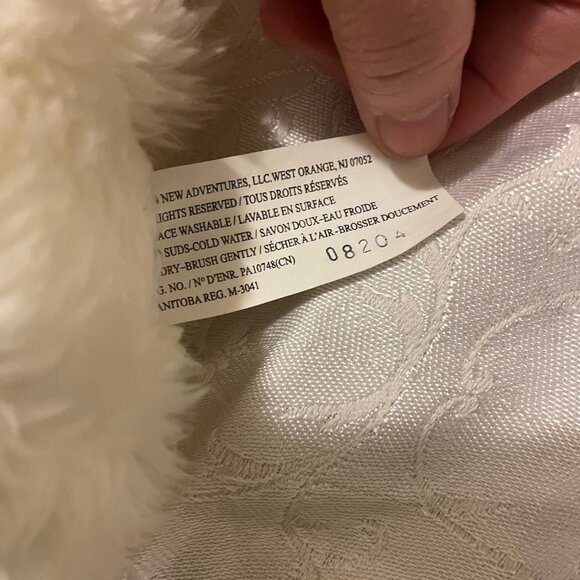 NEW ADVENTURES, LLC. WEST ORANGE, NJ 07052
RIGHTS RESERVED / TOUS DROITS RÉSERVÉS
ACE WASHABLE / LAVABLE EN SURFACE
SUDS-COLD WATER / SAVON DOUX-EAU FROIDE
DRY-BRUSH GENTLY / SÉCHER À L'AIR-BROSSER DOUCEMENT
G. NO. / Nº D'ENR. PA10748(CN)
ANITOBA REG. M-3041
08204